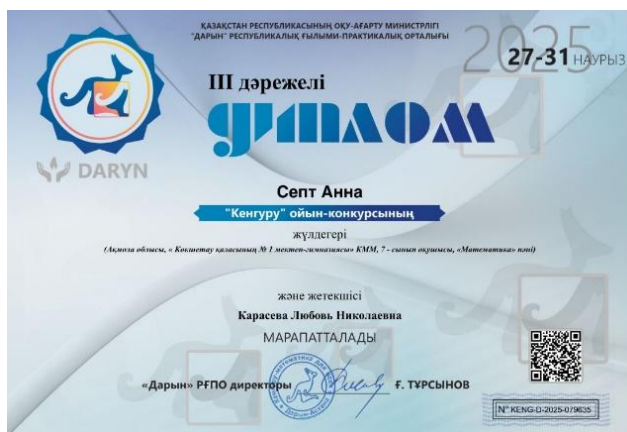 ҚАЗАҚСТАН РЕСПУБЛИКАСЫНЫҢ ОҚУ-АҒАРТУ МИНИСТРЛІГІ
"ДАРЫН" РЕСПУБЛИКАЛЫҚ ҒЫЛЫМИ-ПРАКТИКАЛЫҚ ОРТАЛЫҒЫ
2025
27-31 НАУРЫЗ
III дәрежелі
ДИПЛОМ
DARYN
Септ Анна
"Кенгуру" ойын-конкурсының
жүлдегері
(Ақмола облысы, « Көкшетау қаласының № 1 мектеп-гимназиясы» КММ, 7 - сынып оқушысы, «Математика» пәні)
және жетекшісі
Карасева Любовь Николаевна
МАРАПАТТАЛАДЫ
«Дарын» РҒПО директоры
Ғ. ТҰРСЫНОВ
N° KENG-D-2025-079635